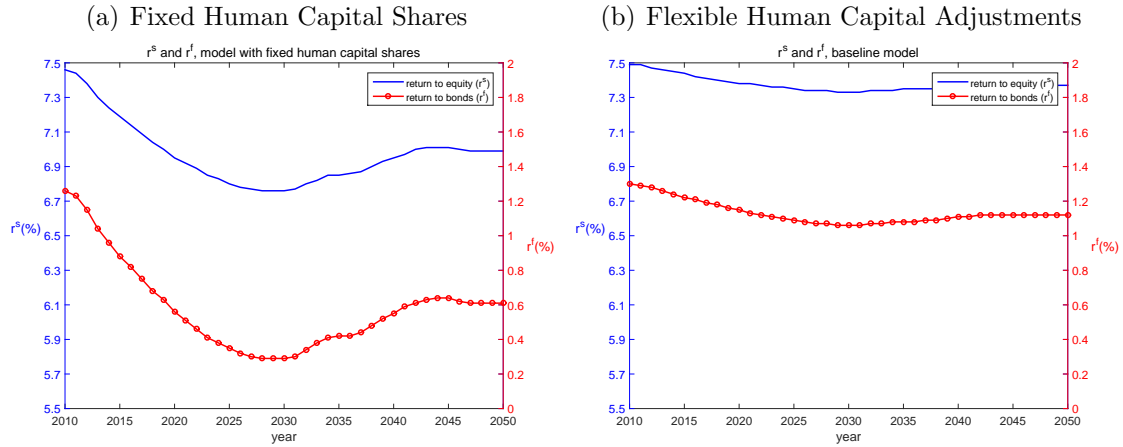 (a) Fixed Human Capital Shares
r^s and r^f, model with fixed human capital shares
return to equity (r^s)
return to bonds (r^f)
7.5
7.3
7.1
6.9
6.7
6.5
6.3
6.1
5.9
5.7
5.5
r^s(%)
2
1.8
1.6
1.4
1.2
1
0.8
0.6
0.4
0.2
0
r^f(%)
2010 2015 2020 2025 2030 2035 2040 2045 2050
year
(b) Flexible Human Capital Adjustments
r^s and r^f, baseline model
return to equity (r^s)
return to bonds (r^f)
7.5
7.3
7.1
6.9
6.7
6.5
6.3
6.1
5.9
5.7
5.5
r^s(%)
2
1.8
1.6
1.4
1.2
1
0.8
0.6
0.4
0.2
0
r^f(%)
2010 2015 2020 2025 2030 2035 2040 2045 2050
year